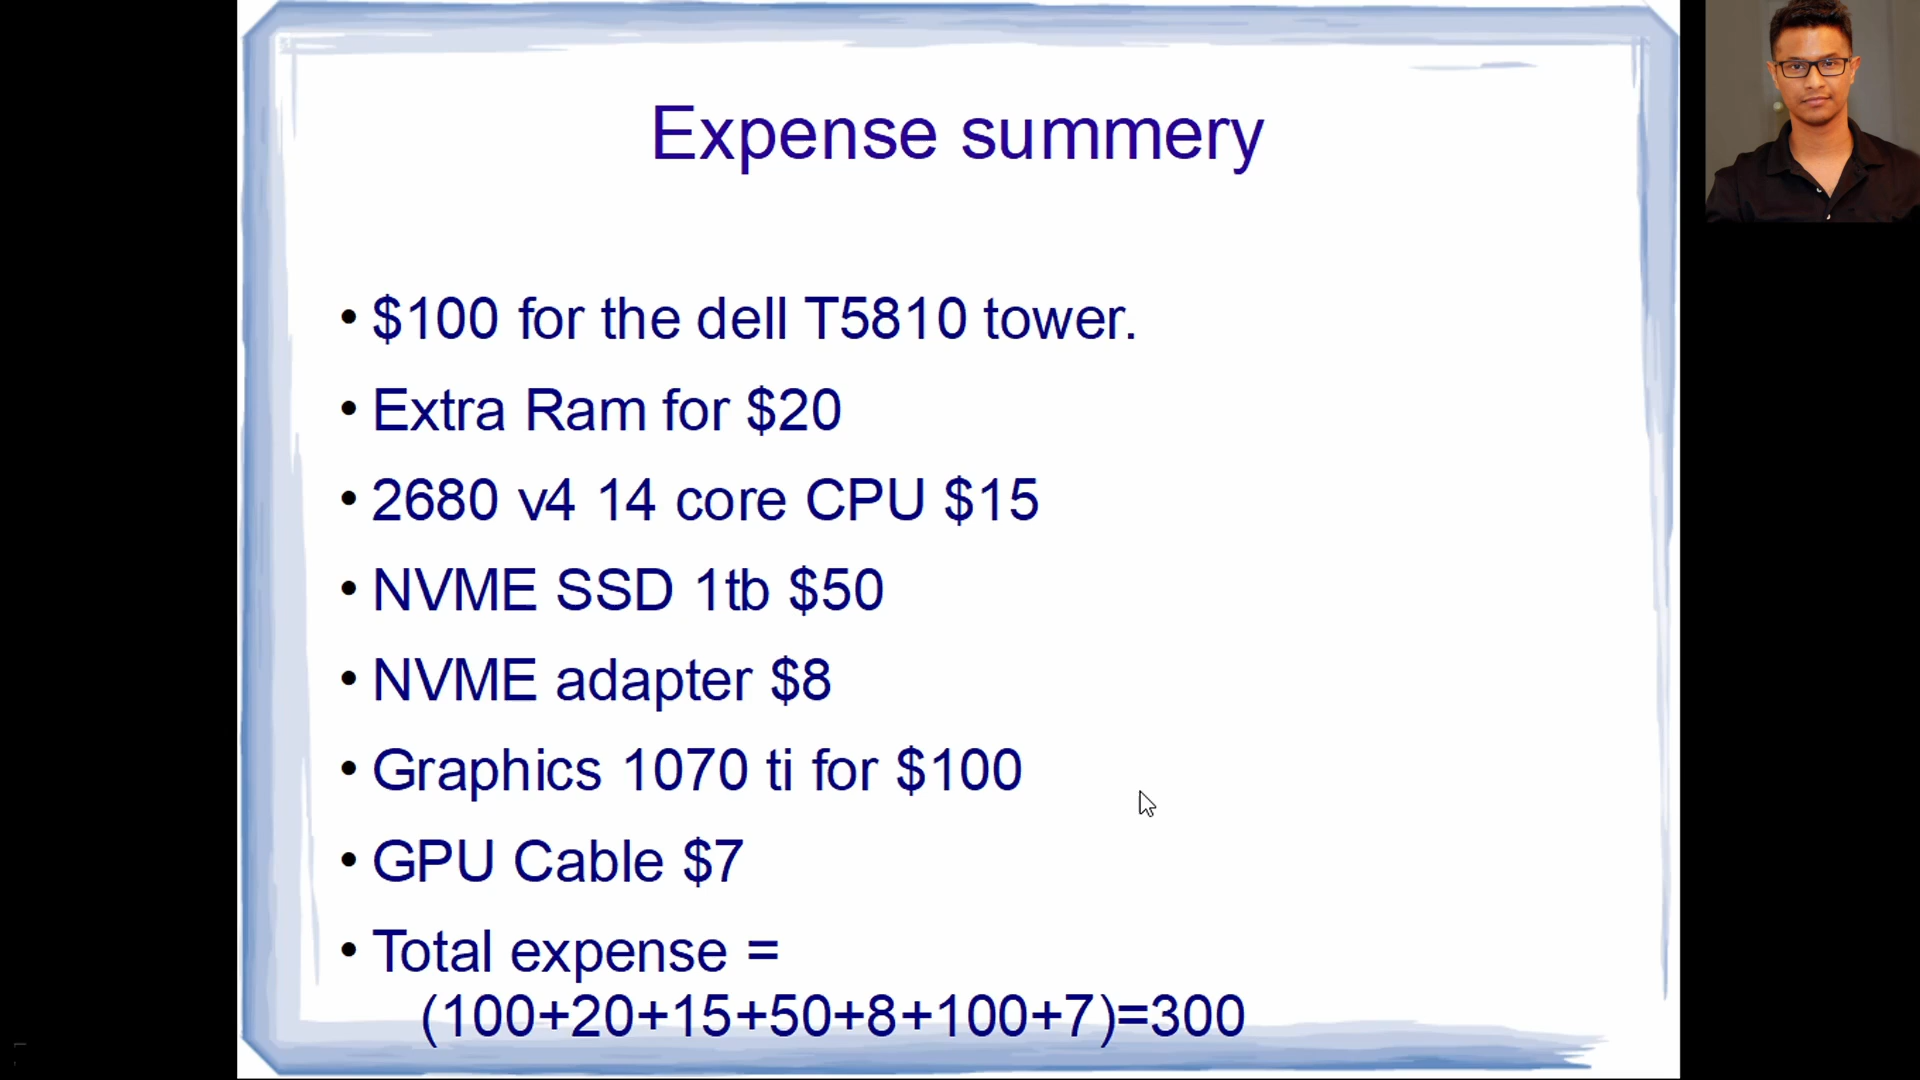 Expense summery
• $100 for the dell T5810 tower.
• Extra Ram for $20
• 2680 v4 14 core CPU $15
• NVME SSD 1tb $50
• NVME adapter $8
• Graphics 1070 ti for $100
• GPU Cable $7
• Total expense =
(100+20+15+50+8+100+7)=300